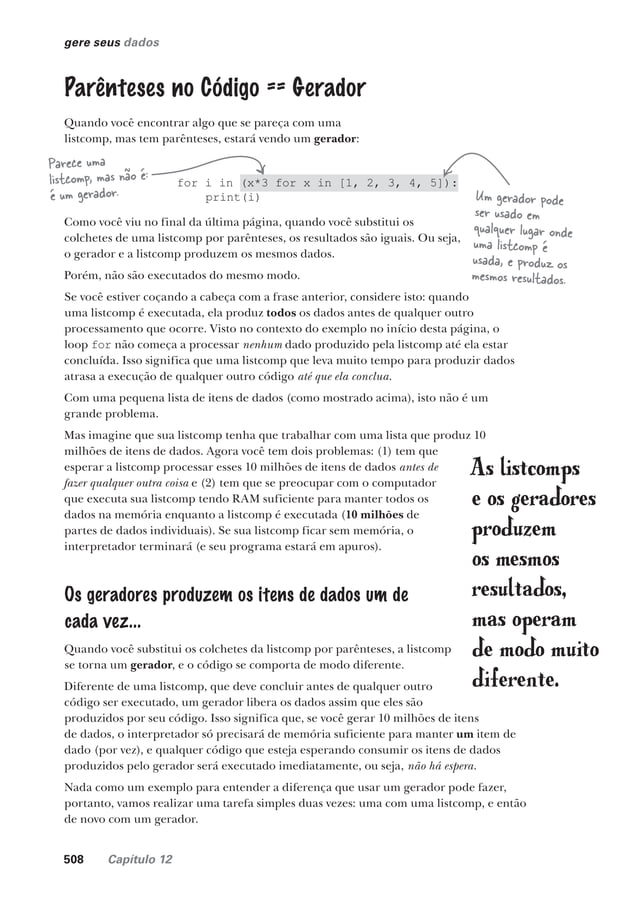 gere seus dados
Parênteses no Código == Gerador
Quando você encontrar algo que se pareça com uma
listcomp, mas tem parênteses, estará vendo um gerador:
Parece uma
listcomp, mas não é:
é um gerador.
for i in (x*3 for x in [1, 2, 3, 4, 5]):
print(i)
Um gerador pode
ser usado em
qualquer lugar onde
uma listcomp é
usada, e produz os
mesmos resultados.
Como você viu no final da última página, quando você substitui os
colchetes de uma listcomp por parênteses, os resultados são iguais. Ou seja,
o gerador e a listcomp produzem os mesmos dados.
Porém, não são executados do mesmo modo.
Se você estiver coçando a cabeça com a frase anterior, considere isto: quando
uma listcomp é executada, ela produz todos os dados antes de qualquer outro
processamento que ocorre. Visto no contexto do exemplo no início desta página, o
loop for não começa a processar nenhum dado produzido pela listcomp até ela estar
concluída. Isso significa que uma listcomp que leva muito tempo para produzir dados
atrasa a execução de qualquer outro código até que ela conclua.
Com uma pequena lista de itens de dados (como mostrado acima), isto não é um
grande problema.
Mas imagine que sua listcomp tenha que trabalhar com uma lista que produz 10
milhões de itens de dados. Agora você tem dois problemas: (1) tem que
esperar a listcomp processar esses 10 milhões de itens de dados antes de
fazer qualquer outra coisa e (2) tem que se preocupar com o computador
que executa sua listcomp tendo RAM suficiente para manter todos os
dados na memória enquanto a listcomp é executada (10 milhões de
partes de dados individuais). Se sua listcomp ficar sem memória, o
interpretador terminará (e seu programa estará em apuros).
As listcomps
e os geradores
produzem
os mesmos
resultados,
mas operam
de modo muito
diferente.
Os geradores produzem os itens de dados um de
cada vez...
Quando você substitui os colchetes da listcomp por parênteses, a listcomp
se torna um gerador, e o código se comporta de modo diferente.
Diferente de uma listcomp, que deve concluir antes de qualquer outro
código ser executado, um gerador libera os dados assim que eles são
produzidos por seu código. Isso significa que, se você gerar 10 milhões de itens
de dados, o interpretador só precisará de memória suficiente para manter um item de
dado (por vez), e qualquer código que esteja esperando consumir os itens de dados
produzidos pelo gerador será executado imediatamente, ou seja, não há espera.
Nada como um exemplo para entender a diferença que usar um gerador pode fazer,
portanto, vamos realizar uma tarefa simples duas vezes: uma com uma listcomp, e então
de novo com um gerador.
508 Capítulo 12